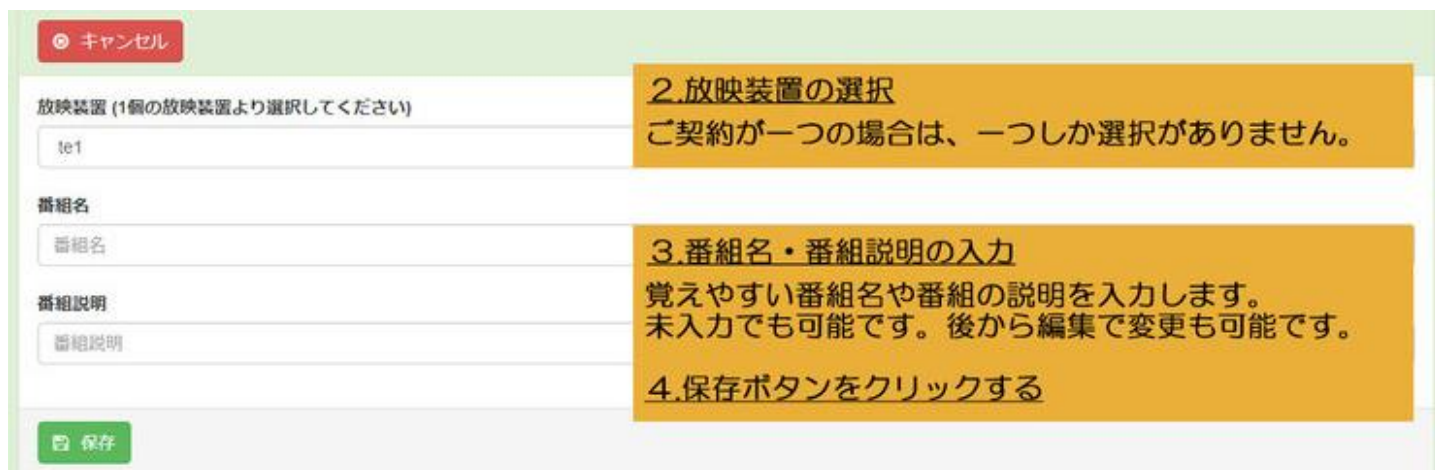 キャンセル
放映装置 (1個の放映装置より選択してください)
te1
２.放映装置の選択
ご契約が一つの場合は、一つしか選択がありません。
番組名
番組名
３.番組名・番組説明の入力
覚えやすい番組名や番組の説明を入力します。
未入力でも可能です。後から編集で変更も可能です。
番組説明
番組説明
４.保存ボタンをクリックする
保存